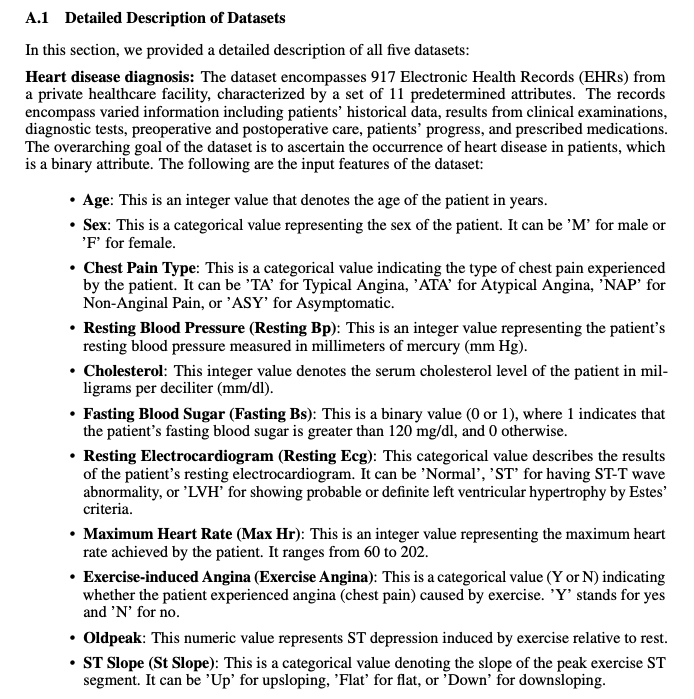 A.1 Detailed Description of Datasets
In this section, we provided a detailed description of all five datasets:
Heart disease diagnosis: The dataset encompasses 917 Electronic Health Records (EHRs) from
a private healthcare facility, characterized by a set of 11 predetermined attributes. The records
encompass varied information including patients' historical data, results from clinical examinations,
diagnostic tests, preoperative and postoperative care, patients' progress, and prescribed medications.
The overarching goal of the dataset is to ascertain the occurrence of heart disease in patients, which
is a binary attribute. The following are the input features of the dataset:
• Age: This is an integer value that denotes the age of the patient in years.
• Sex: This is a categorical value representing the sex of the patient. It can be 'M' for male or
'F' for female.
• Chest Pain Type: This is a categorical value indicating the type of chest pain experienced
by the patient. It can be 'TA' for Typical Angina, 'ATA' for Atypical Angina, 'NAP' for
Non-Anginal Pain, or 'ASY' for Asymptomatic.
• Resting Blood Pressure (Resting Bp): This is an integer value representing the patient's
resting blood pressure measured in millimeters of mercury (mm Hg).
• Cholesterol: This integer value denotes the serum cholesterol level of the patient in mil-
ligrams per deciliter (mm/dl).
• Fasting Blood Sugar (Fasting Bs): This is a binary value (0 or 1), where 1 indicates that
the patient's fasting blood sugar is greater than 120 mg/dl, and 0 otherwise.
• Resting Electrocardiogram (Resting Ecg): This categorical value describes the results
of the patient's resting electrocardiogram. It can be 'Normal', 'ST' for having ST-T wave
abnormality, or 'LVH' for showing probable or definite left ventricular hypertrophy by Estes'
criteria.
• Maximum Heart Rate (Max Hr): This is an integer value representing the maximum heart
rate achieved by the patient. It ranges from 60 to 202.
• Exercise-induced Angina (Exercise Angina): This is a categorical value (Y or N) indicating
whether the patient experienced angina (chest pain) caused by exercise. 'Y' stands for yes
and 'N' for no.
• Oldpeak: This numeric value represents ST depression induced by exercise relative to rest.
• ST Slope (St Slope): This is a categorical value denoting the slope of the peak exercise ST
segment. It can be 'Up' for upsloping, 'Flat' for flat, or 'Down' for downsloping.